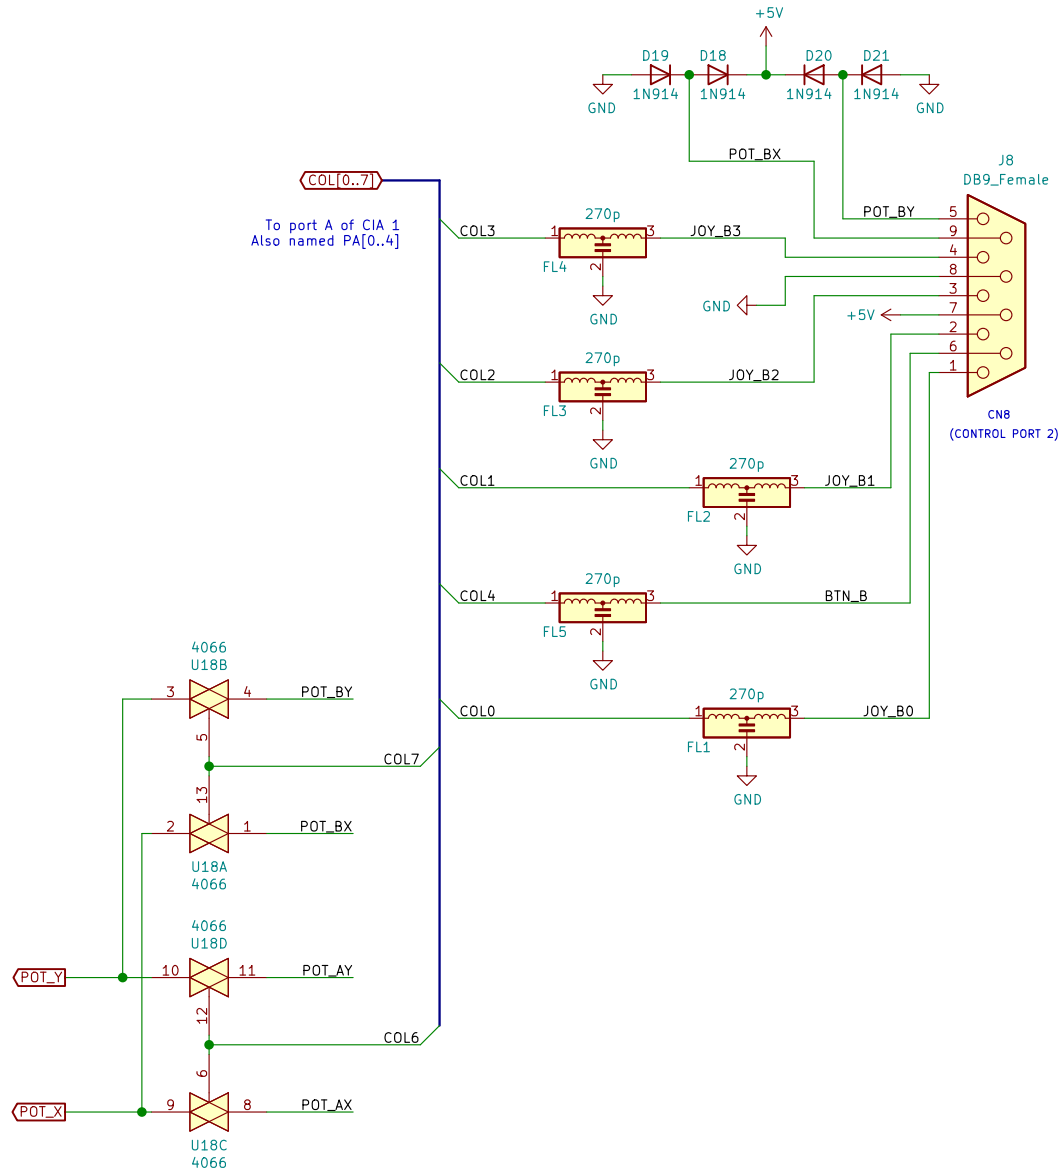 +5V
D19
D18
D20
D21
1N914
1N914
1N914
1N914
GND
GND
J8
DB9_Female
POT_BX
POT_BY
COL[0..7]
To port A of CIA 1
Also named PA[0..4]
5
9
4
8
3
7
2
6
1
CN8
(CONTROL PORT 2)
GND
+5V
270p
COL3
1
3
JOY_B3
FL4
2
GND
270p
COL2
1
3
JOY_B2
FL3
2
GND
270p
COL1
1
3
JOY_B1
FL2
2
GND
270p
COL4
1
3
BTN_B
FL5
2
GND
270p
COL0
1
3
JOY_B0
FL1
2
GND
4066
U18B
3
4
POT_BY
5
COL7
13
2
1
POT_BX
U18A
4066
4066
U18D
POT_Y
10
11
POT_AY
12
COL6
6
POT_X
9
8
POT_AX
U18C
4066